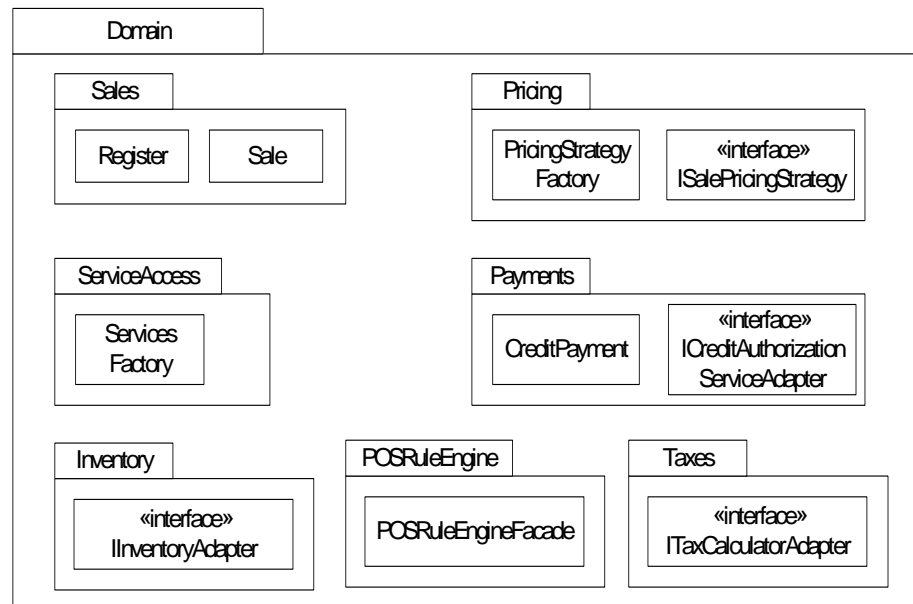 Domain
Sales
Pricing
Register
Sale
PricingStrategy
Factory
«interface»
ISalePricingStrategy
ServiceAccess
Payments
Services
Factory
CreditPayment
«interface»
ICreditAuthorization
ServiceAdapter
Inventory
POSRuleEngine
Taxes
«interface»
IInventoryAdapter
POSRuleEngineFacade
«interface»
ITaxCalculatorAdapter